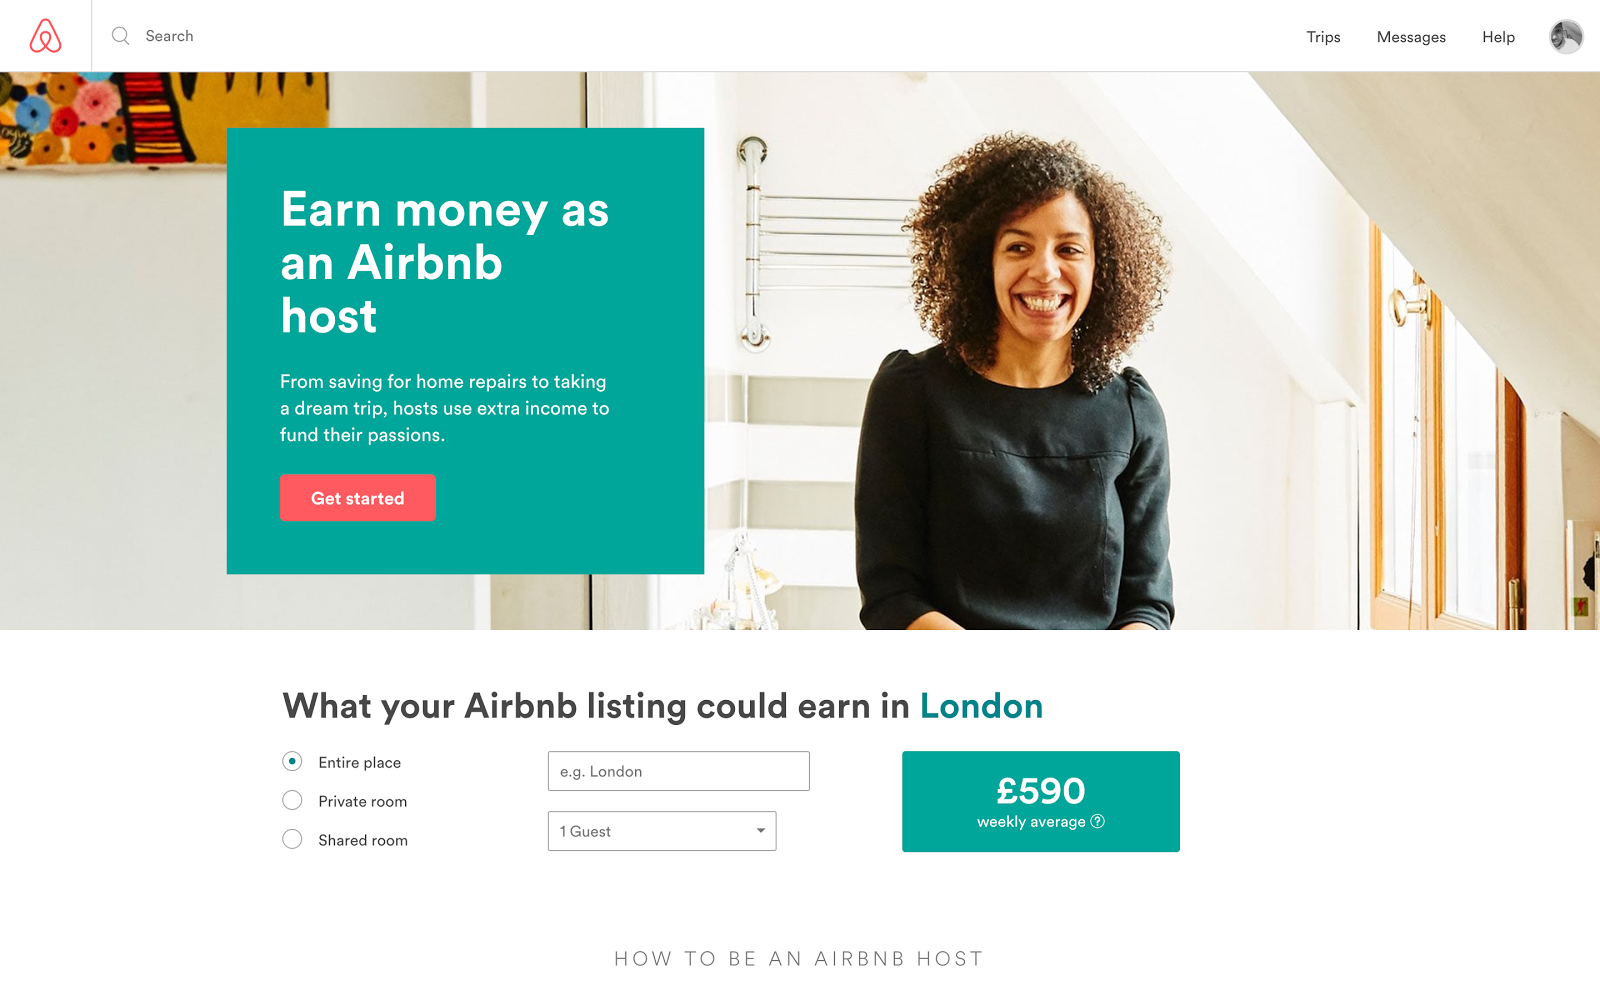 Search
Trips
Messages
Help
Earn money as
an Airbnb
host
From saving for home repairs to taking
a dream trip, hosts use extra income to
fund their passions.
Get started
What your Airbnb listing could earn in London
Entire place
Private room
Shared room
e.g. London
1 Guest
£590
weekly average ?
HOW TO BE AN AIRBNB HOST